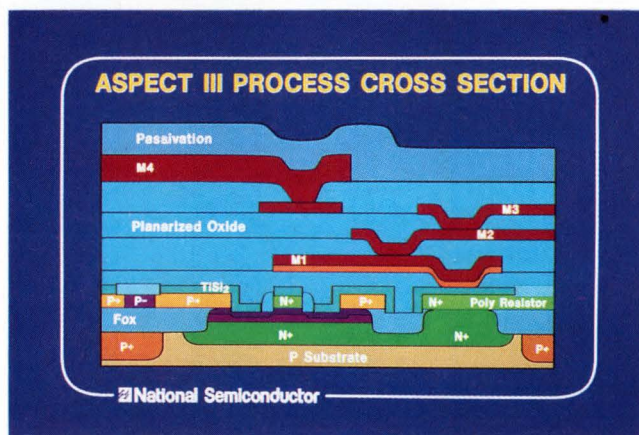 ASPECT III PROCESS CROSS SECTION
Passivation
M4
M3
Planarized Oxide
M2
M1
TiSi2
P+ P- P+ N+ P+ N+ Poly Resistor
Fox
P+ N+ N+ P+
P Substrate
National Semiconductor